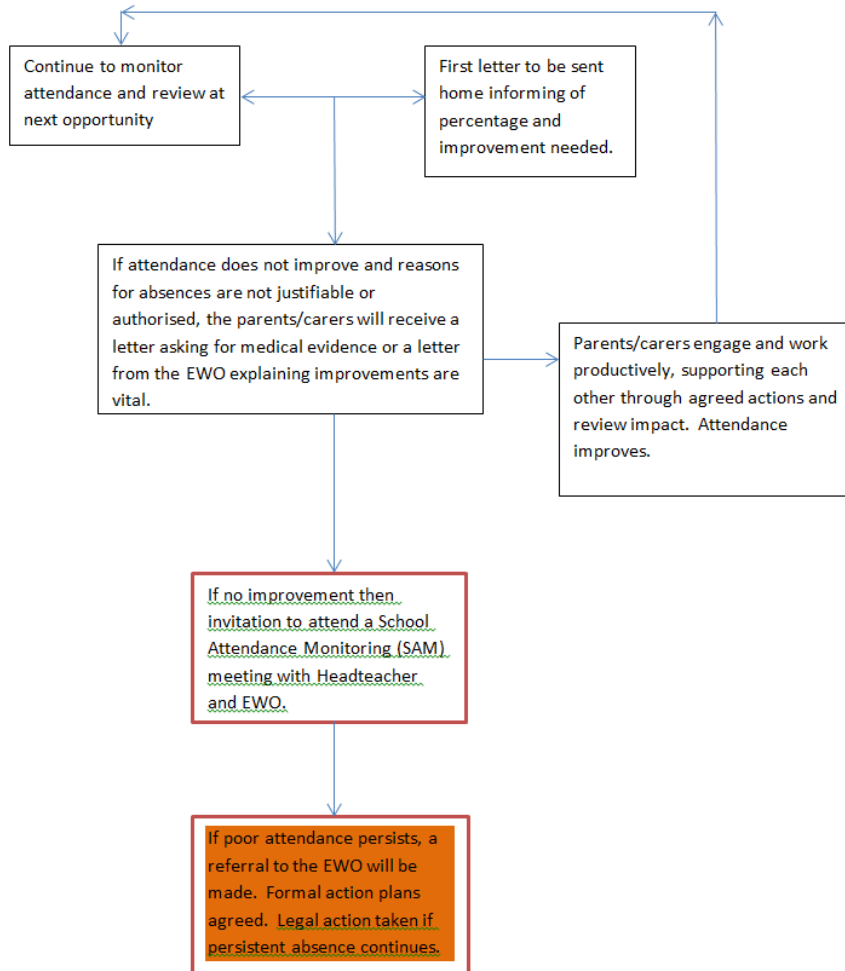 Continue to monitor
attendance and review at
next opportunity
First letter to be sent
home informing of
percentage and
improvement needed.
If attendance does not improve and reasons
for absences are not justifiable or
authorised, the parents/carers will receive a
letter asking for medical evidence or a letter
from the EWO explaining improvements are
vital.
Parents/carers engage and work
productively, supporting each
other through agreed actions and
review impact.  Attendance
improves.
If no improvement then
invitation to attend a School
Attendance Monitoring (SAM)
meeting with Headteacher
and EWO.
If poor attendance persists, a
referral to the EWO will be
made.  Formal action plans
agreed.  Legal action taken if
persistent absence continues.